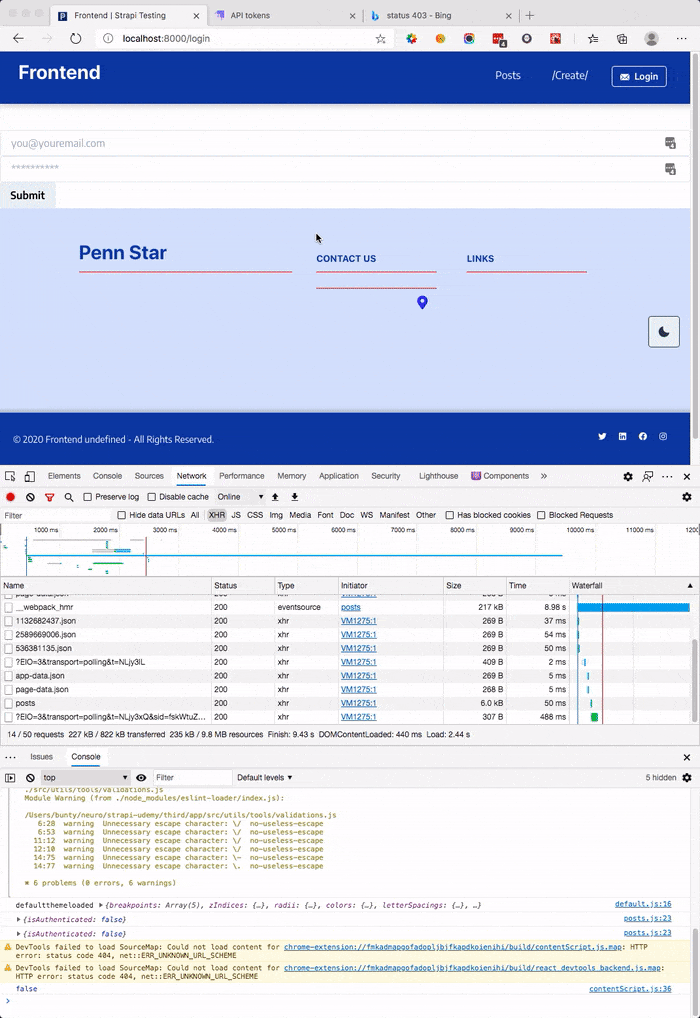 Frontend | Strapi Testing
API tokens
status 403 - Bing
localhost:8000/login
4
Frontend
Posts
/Create/
Login
you@youremail.com
**********
Submit
Penn Star
CONTACT US
LINKS
© 2020 Frontend undefined - All Rights Reserved.
Elements Console Sources Network Performance Memory Application Security Lighthouse Components »
Preserve log Disable cache Online
Filter Hide data URLs All XHR JS CSS Img Media Font Doc WS Manifest Other Has blocked cookies Blocked Requests
1000 ms 2000 ms 3000 ms 4000 ms 5000 ms 6000 ms 7000 ms 8000 ms 9000 ms 10000 ms 11000 ms 1200
Name Status Type Initiator Size Time Waterfall
__webpack_hmr 200 eventsource posts 217 kB 8.98 s
1132682437.json 200 xhr VM1275:1 269 B 37 ms
2589669006.json 200 xhr VM1275:1 269 B 54 ms
536381135.json 200 xhr VM1275:1 269 B 50 ms
?EIO=3&transport=polling&t=NLjy3lL 200 xhr VM1275:1 409 B 2 ms
app-data.json 200 xhr VM1275:1 269 B 5 ms
page-data.json 200 xhr VM1275:1 268 B 5 ms
posts 200 xhr VM1275:1 6.0 kB 50 ms
?EIO=3&transport=polling&t=NLjy3xQ&sid=fskWtuZ... 200 xhr VM1275:1 307 B 488 ms
14 / 50 requests 227 kB / 822 kB transferred 235 kB / 9.8 MB resources Finish: 9.43 s DOMContentLoaded: 440 ms Load: 2.44 s
Issues Console
top Filter Default levels 5 hidden
./src/utils/tools/validations.js
Module Warning (from ./node_modules/eslint-loader/index.js):
/Users/bunty/neuro/strapi-udemy/third/app/src/utils/tools/validations.js
6:28 warning Unnecessary escape character: \/ no-useless-escape
6:53 warning Unnecessary escape character: \/ no-useless-escape
11:12 warning Unnecessary escape character: \/ no-useless-escape
12:10 warning Unnecessary escape character: \/ no-useless-escape
14:75 warning Unnecessary escape character: \- no-useless-escape
14:77 warning Unnecessary escape character: \. no-useless-escape
✖ 6 problems (0 errors, 6 warnings)
defaultthemeloaded {breakpoints: Array(5), zIndices: {…}, radii: {…}, colors: {…}, letterSpacings: {…}, …} default.js:16
{isAuthenticated: false} posts.js:23
{isAuthenticated: false} posts.js:23
DevTools failed to load SourceMap: Could not load content for chrome-extension://fmkadmapgofadopljbjfkapdkoienihi/build/contentScript.js.map: HTTP
error: status code 404, net::ERR_UNKNOWN_URL_SCHEME
DevTools failed to load SourceMap: Could not load content for chrome-extension://fmkadmapgofadopljbjfkapdkoienihi/build/react_devtools_backend.js.map:
HTTP error: status code 404, net::ERR_UNKNOWN_URL_SCHEME
false contentScript.js:36